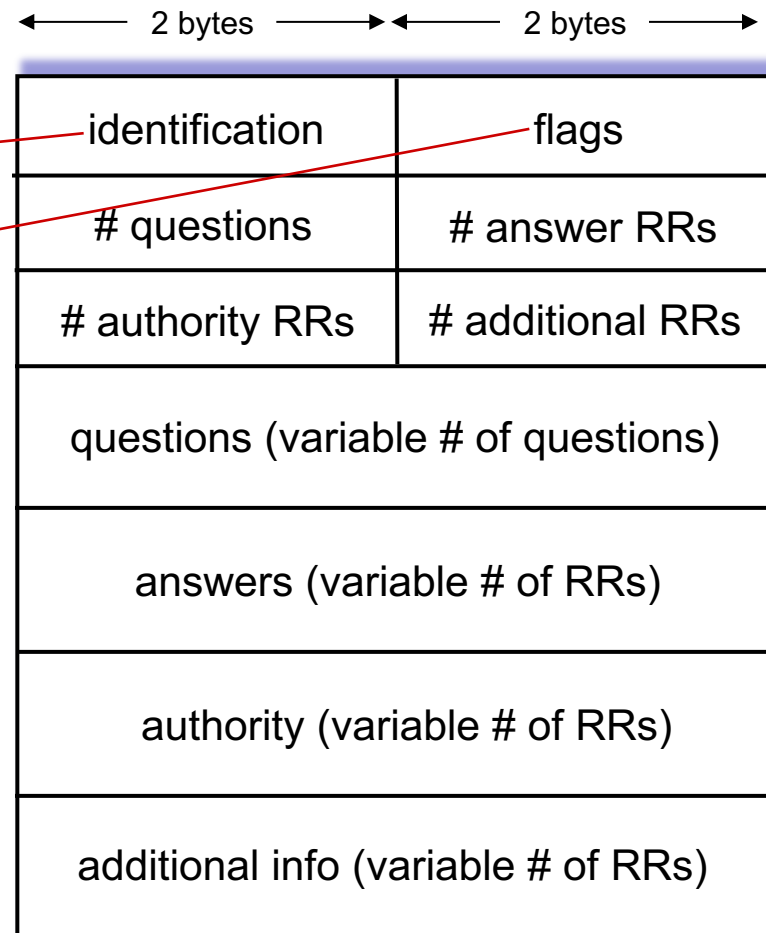 2 bytes 2 bytes
identification flags
# questions # answer RRs
# authority RRs # additional RRs
questions (variable # of questions)
answers (variable # of RRs)
authority (variable # of RRs)
additional info (variable # of RRs)